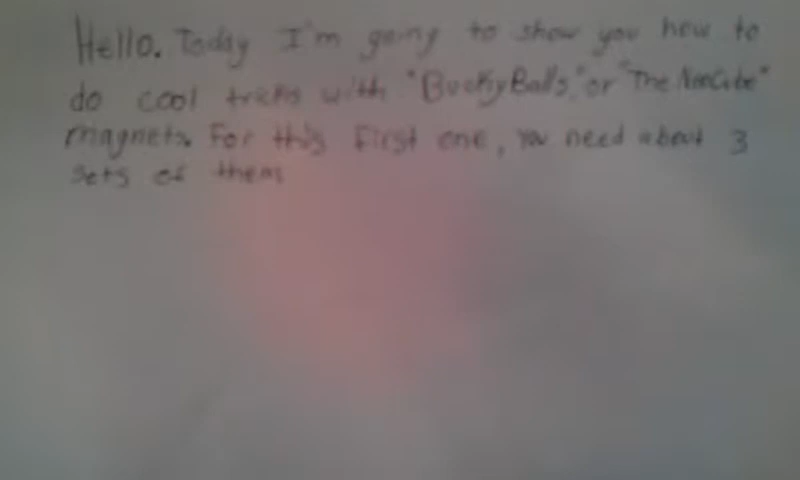 Hello. Today I'm going to show you how to
do cool tricks with "BuckyBalls," or "The NeoCube"
magnets. For this first one, you need about 3
sets of them